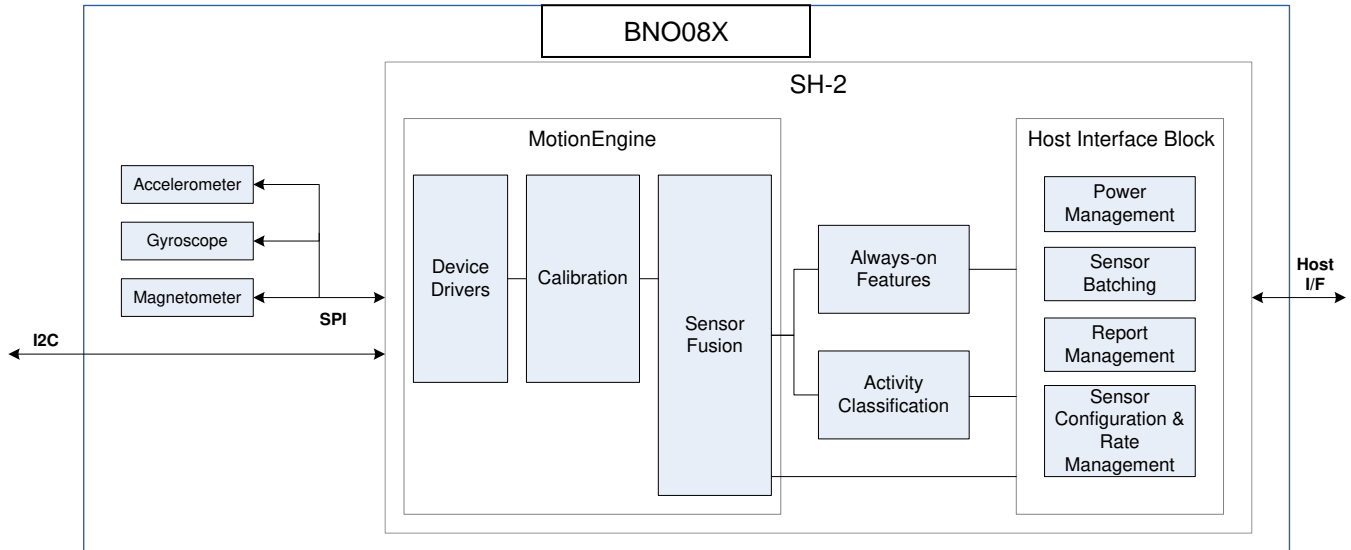 BNO08X
SH-2
MotionEngine
Host Interface Block
Accelerometer
Gyroscope
Magnetometer
SPI
I2C
Device
Drivers
Calibration
Sensor
Fusion
Always-on
Features
Activity
Classification
Power
Management
Sensor
Batching
Report
Management
Sensor
Configuration &
Rate
Management
Host
I/F